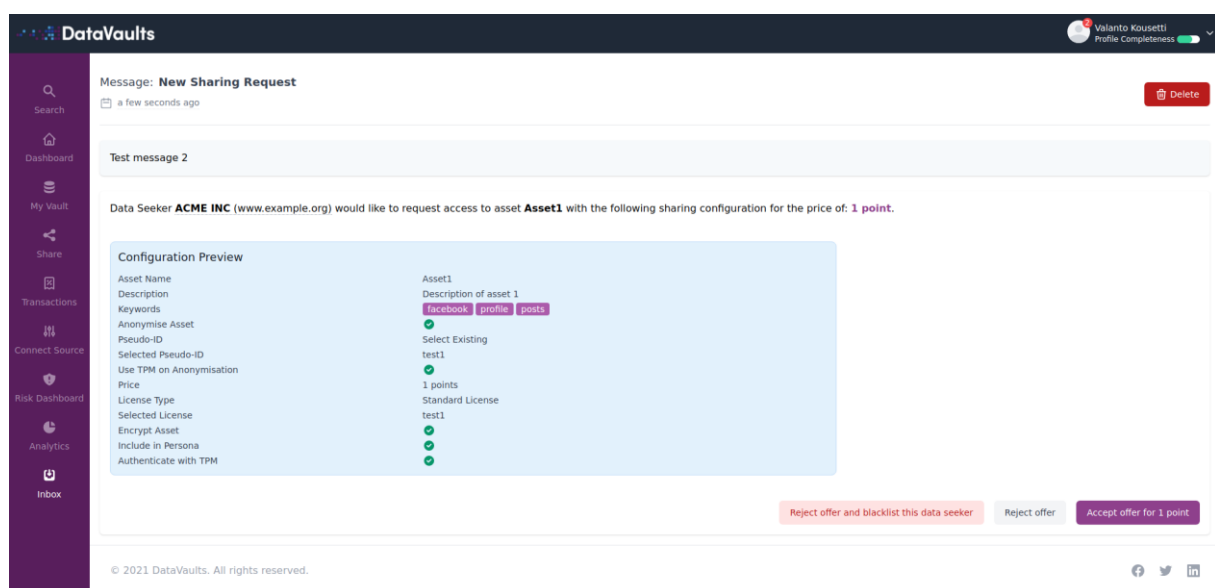 DataVaults
2
Valanto Kousetti
Profile Completeness
Search
Dashboard
My Vault
Share
Transactions
Connect Source
Risk Dashboard
Analytics
Inbox
Message: New Sharing Request
a few seconds ago
Delete
Test message 2
Data Seeker ACME INC (www.example.org) would like to request access to asset Asset1 with the following sharing configuration for the price of: 1 point.
Configuration Preview
Asset Name Asset1
Description Description of asset 1
Keywords facebook profile posts
Anonymise Asset
Pseudo-ID Select Existing
Selected Pseudo-ID test1
Use TPM on Anonymisation
Price 1 points
License Type Standard License
Selected License test1
Encrypt Asset
Include in Persona
Authenticate with TPM
Reject offer and blacklist this data seeker Reject offer Accept offer for 1 point
© 2021 DataVaults. All rights reserved.